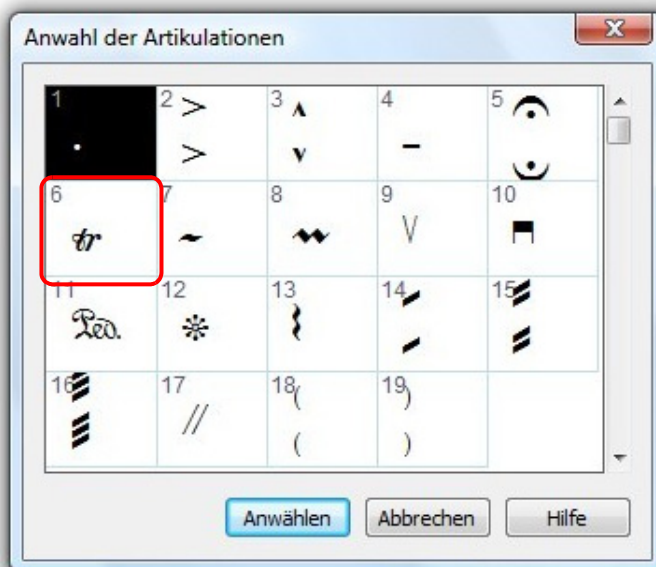 Anwahl der Artikulationen
1 2 3 4 5
6 7 8 9 10
tr
11 12 13 14 15
Ped.
16 17 18 19
Anwählen Abbrechen Hilfe